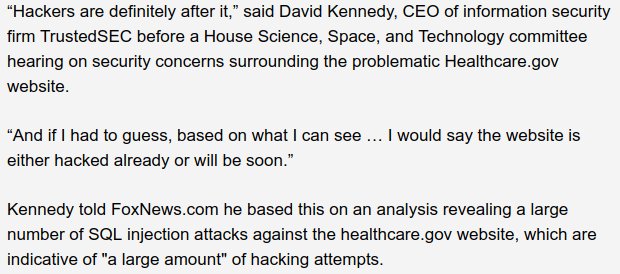 “Hackers are definitely after it,” said David Kennedy, CEO of information security
firm TrustedSEC before a House Science, Space, and Technology committee
hearing on security concerns surrounding the problematic Healthcare.gov
website.
“And if I had to guess, based on what I can see … I would say the website is
either hacked already or will be soon.”
Kennedy told FoxNews.com he based this on an analysis revealing a large
number of SQL injection attacks against the healthcare.gov website, which are
indicative of "a large amount" of hacking attempts.